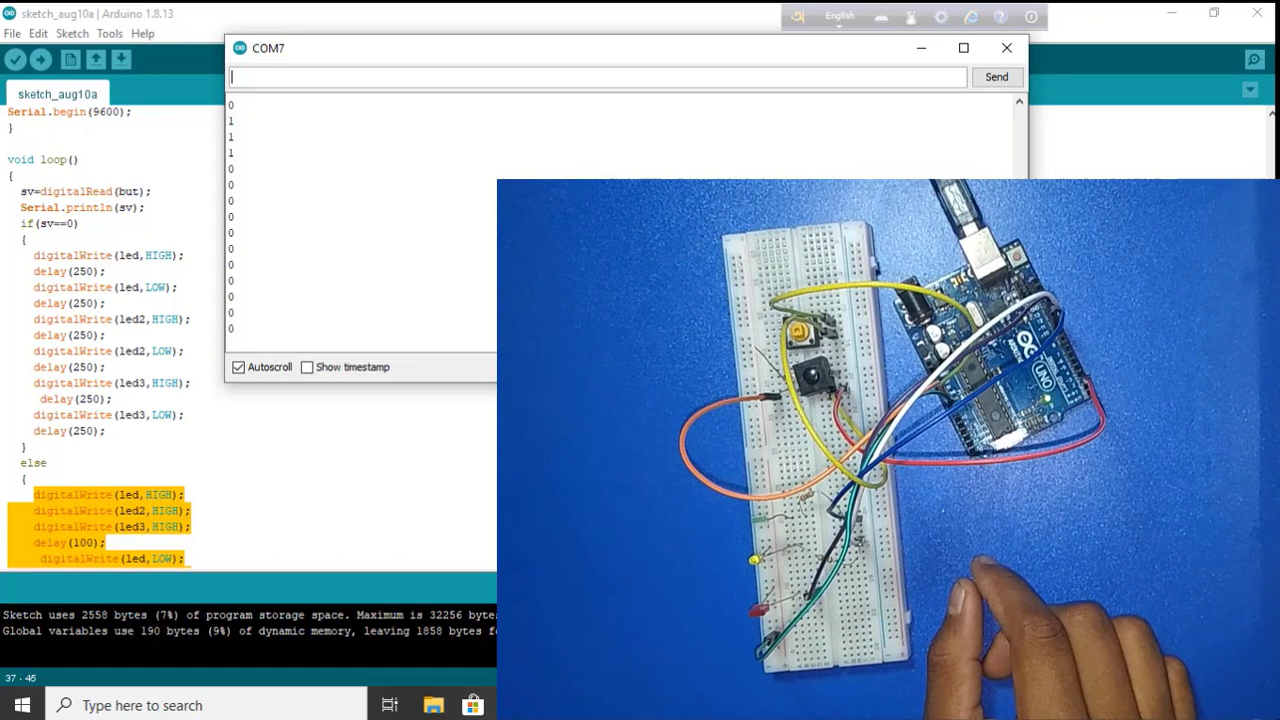 sketch_aug10a | Arduino 1.8.13
English
File Edit Sketch Tools Help
COM7
Send
sketch_aug10a
Serial.begin(9600);
}
void loop()
{
sv=digitalRead(but);
Serial.println(sv);
if(sv==0)
{
digitalWrite(led,HIGH);
delay(250);
digitalWrite(led,LOW);
delay(250);
digitalWrite(led2,HIGH);
delay(250);
digitalWrite(led2,LOW);
delay(250);
digitalWrite(led3,HIGH);
delay(250);
digitalWrite(led3,LOW);
delay(250);
}
else
{
digitalWrite(led,HIGH);
digitalWrite(led2,HIGH);
digitalWrite(led3,HIGH);
delay(100);
digitalWrite(led,LOW);
0
1
1
1
0
0
0
0
0
0
0
0
0
0
0
Autoscroll Show timestamp
UNO
Sketch uses 2558 bytes (7%) of program storage space. Maximum is 32256
Global variables use 190 bytes (9%) of dynamic memory, leaving 1858 bytes
37 - 45
Type here to search